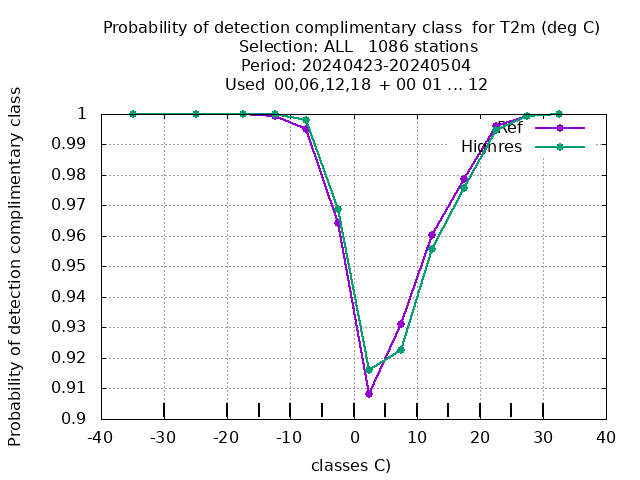 Probability of detection complimentary class  for T2m (deg C)
Selection: ALL   1086 stations
Period: 20240423-20240504
Used  00,06,12,18 + 00 01 ... 12
Probability of detection complimentary class
1
0.99
0.98
0.97
0.96
0.95
0.94
0.93
0.92
0.91
0.9
Ref
Highres
-40 -30 -20 -10 0 10 20 30 40
classes C)